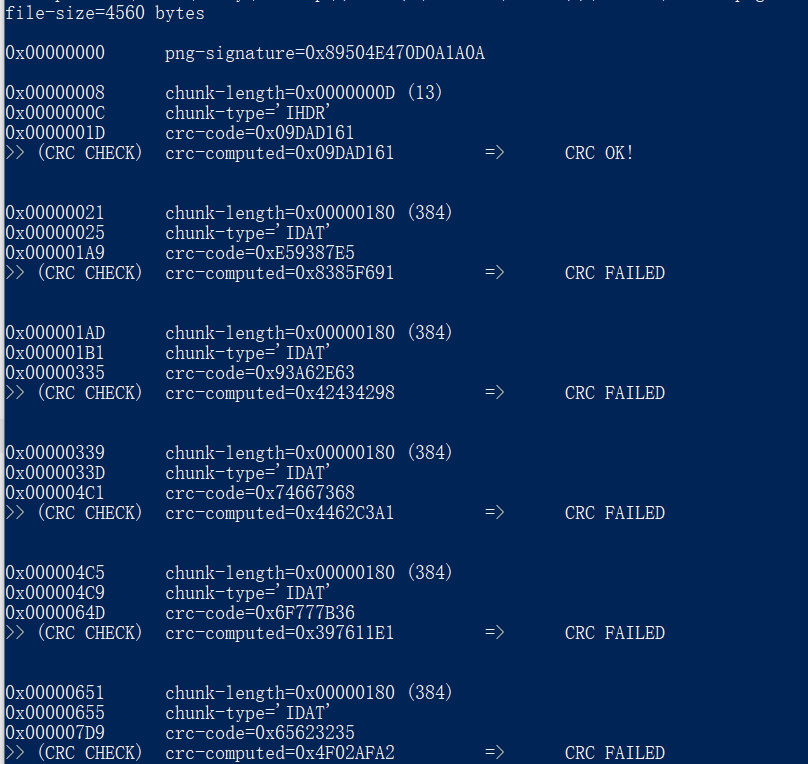 file-size=4560 bytes
0x00000000 png-signature=0x89504E470D0A1A0A
0x00000008 chunk-length=0x0000000D (13)
0x0000000C chunk-type='IHDR'
0x0000001D crc-code=0x09DAD161
>> (CRC CHECK) crc-computed=0x09DAD161 => CRC OK!
0x00000021 chunk-length=0x00000180 (384)
0x00000025 chunk-type='IDAT'
0x000001A9 crc-code=0xE59387E5
>> (CRC CHECK) crc-computed=0x8385F691 => CRC FAILED
0x000001AD chunk-length=0x00000180 (384)
0x000001B1 chunk-type='IDAT'
0x00000335 crc-code=0x93A62E63
>> (CRC CHECK) crc-computed=0x42434298 => CRC FAILED
0x00000339 chunk-length=0x00000180 (384)
0x0000033D chunk-type='IDAT'
0x000004C1 crc-code=0x74667368
>> (CRC CHECK) crc-computed=0x4462C3A1 => CRC FAILED
0x000004C5 chunk-length=0x00000180 (384)
0x000004C9 chunk-type='IDAT'
0x0000064D crc-code=0x6F777B36
>> (CRC CHECK) crc-computed=0x397611E1 => CRC FAILED
0x00000651 chunk-length=0x00000180 (384)
0x00000655 chunk-type='IDAT'
0x000007D9 crc-code=0x65623235
>> (CRC CHECK) crc-computed=0x4F02AFA2 => CRC FAILED